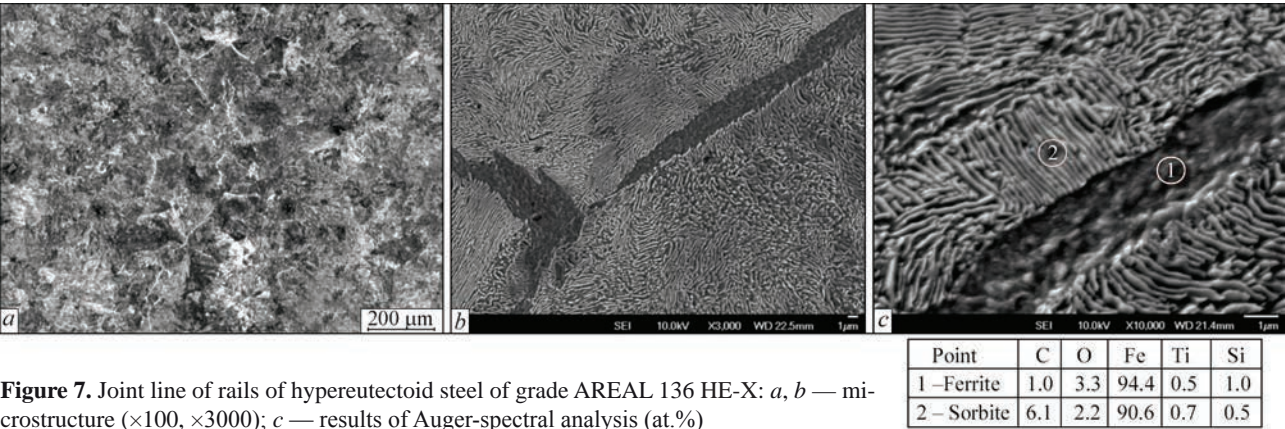 a
200 µm
b
SEI 10.0kV X3,000 WD 22.5mm 1µm
c
2
1
SEI 10.0kV X10,000 WD 21.4mm 1µm
Point C O Fe Ti Si
1 –Ferrite 1.0 3.3 94.4 0.5 1.0
2 – Sorbite 6.1 2.2 90.6 0.7 0.5
Figure 7. Joint line of rails of hypereutectoid steel of grade AREAL 136 HE-X: a, b — mi-
crostructure (×100, ×3000); c — results of Auger-spectral analysis (at.%)